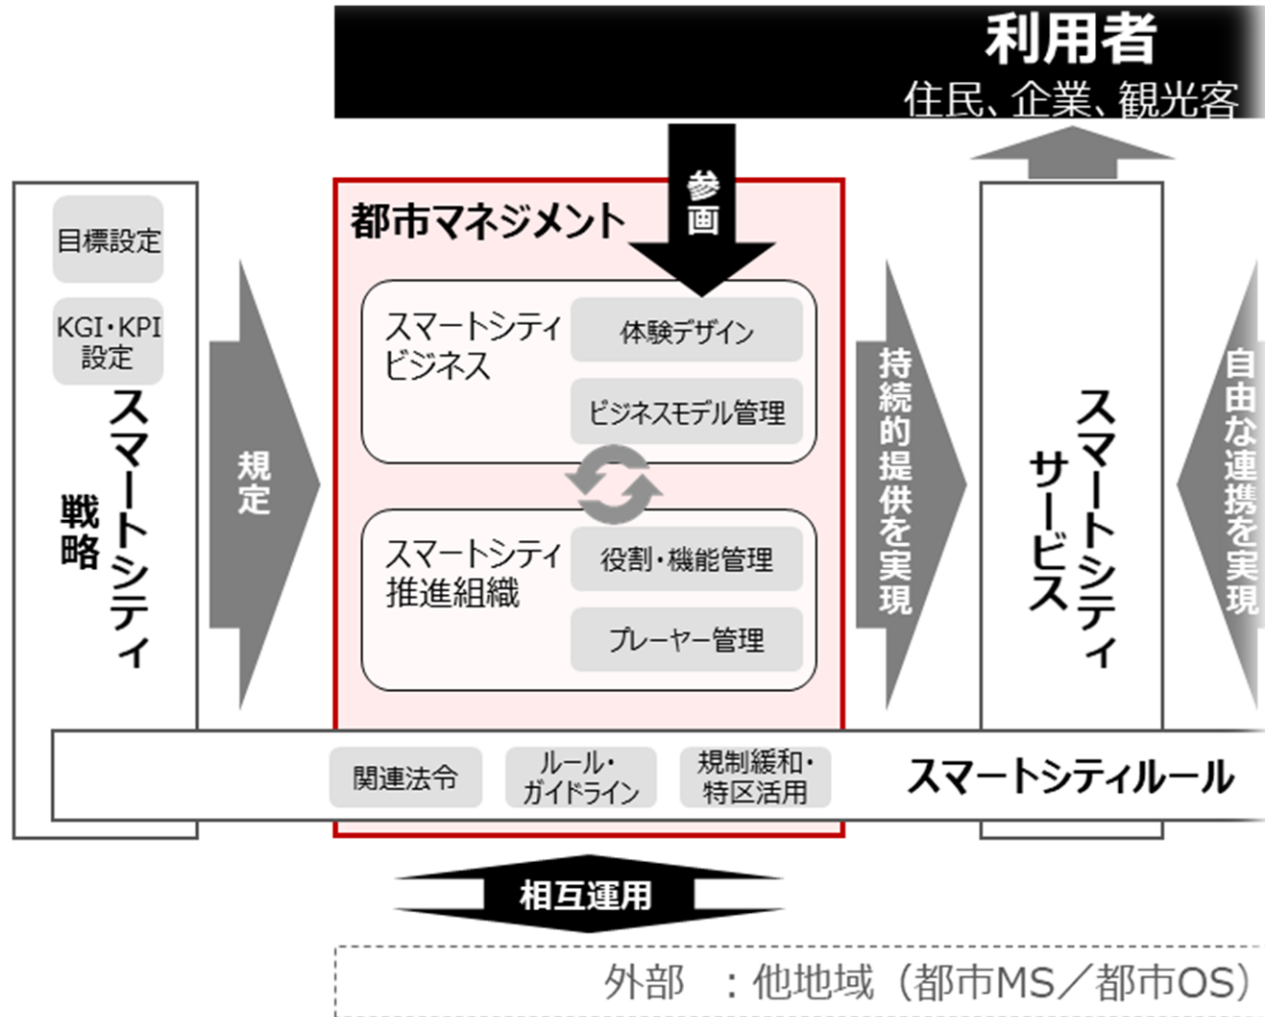 利用者
住民、企業、観光客
参画
目標設定
KGI・KPI
設定
スマートシティ
戦略
規定
都市マネジメント
スマートシティ
ビジネス
体験デザイン
ビジネスモデル管理
スマートシティ
推進組織
役割・機能管理
プレーヤー管理
持続的提供を実現
スマートシティ
サービス
自由な連携を実現
関連法令
ルール・
ガイドライン
規制緩和・
特区活用
スマートシティルール
相互運用
外部 ：他地域（都市MS／都市OS）